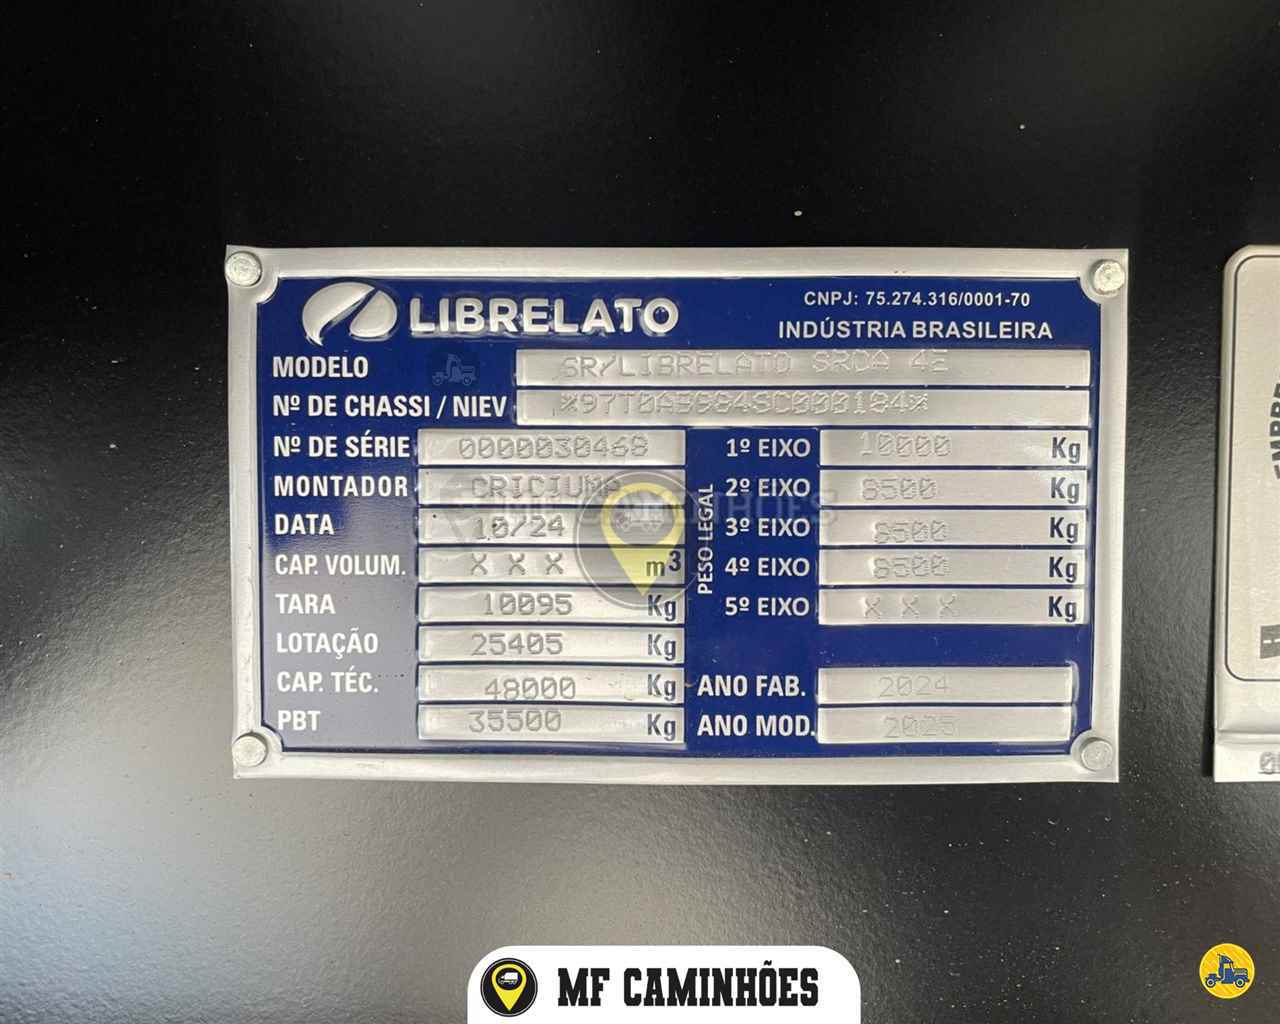 LIBRELATO
CNPJ: 75.274.316/0001-70
INDÚSTRIA BRASILEIRA
MODELO SR/LIBRELATO SRDA 4E
Nº DE CHASSI / NIEV
Nº DE SÉRIE 0000030468
MONTADOR CRICIUMA
DATA 10/24
CAP. VOLUM. X X X m³
TARA 10095 Kg
LOTAÇÃO 25405 Kg
CAP. TÉC. 48000 Kg
PBT 35500 Kg
PESO LEGAL
1º EIXO 10000 Kg
2º EIXO 8500 Kg
3º EIXO 8500 Kg
4º EIXO 8500 Kg
5º EIXO X X X Kg
ANO FAB. 2024
ANO MOD. 2025
MF CAMINHÕES
MF CAMINHÕES